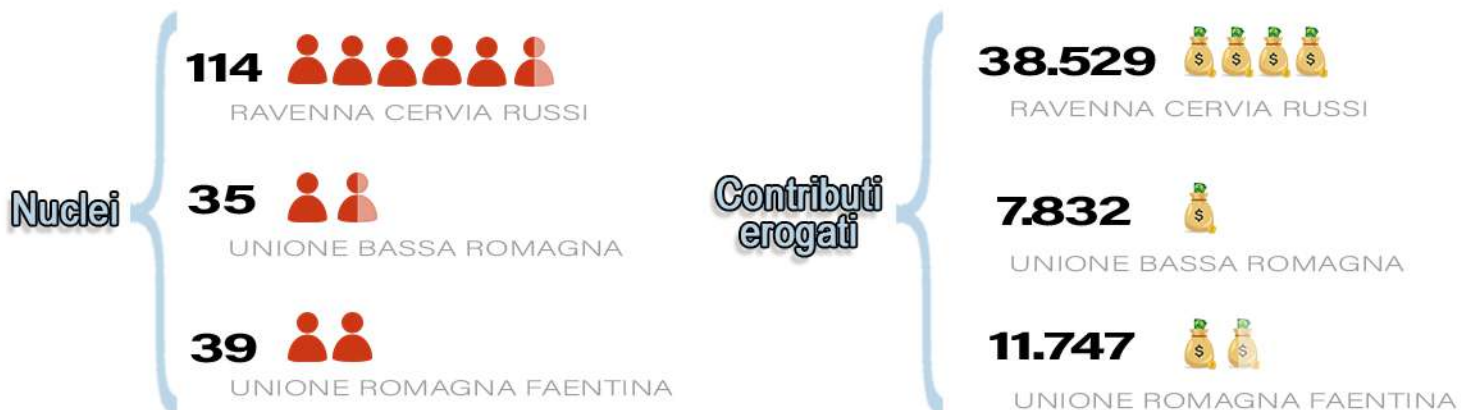 Nuclei
114
RAVENNA CERVIA RUSSI
35
UNIONE BASSA ROMAGNA
39
UNIONE ROMAGNA FAENTINA
Contributi
erogati
38.529
RAVENNA CERVIA RUSSI
7.832
UNIONE BASSA ROMAGNA
11.747
UNIONE ROMAGNA FAENTINA